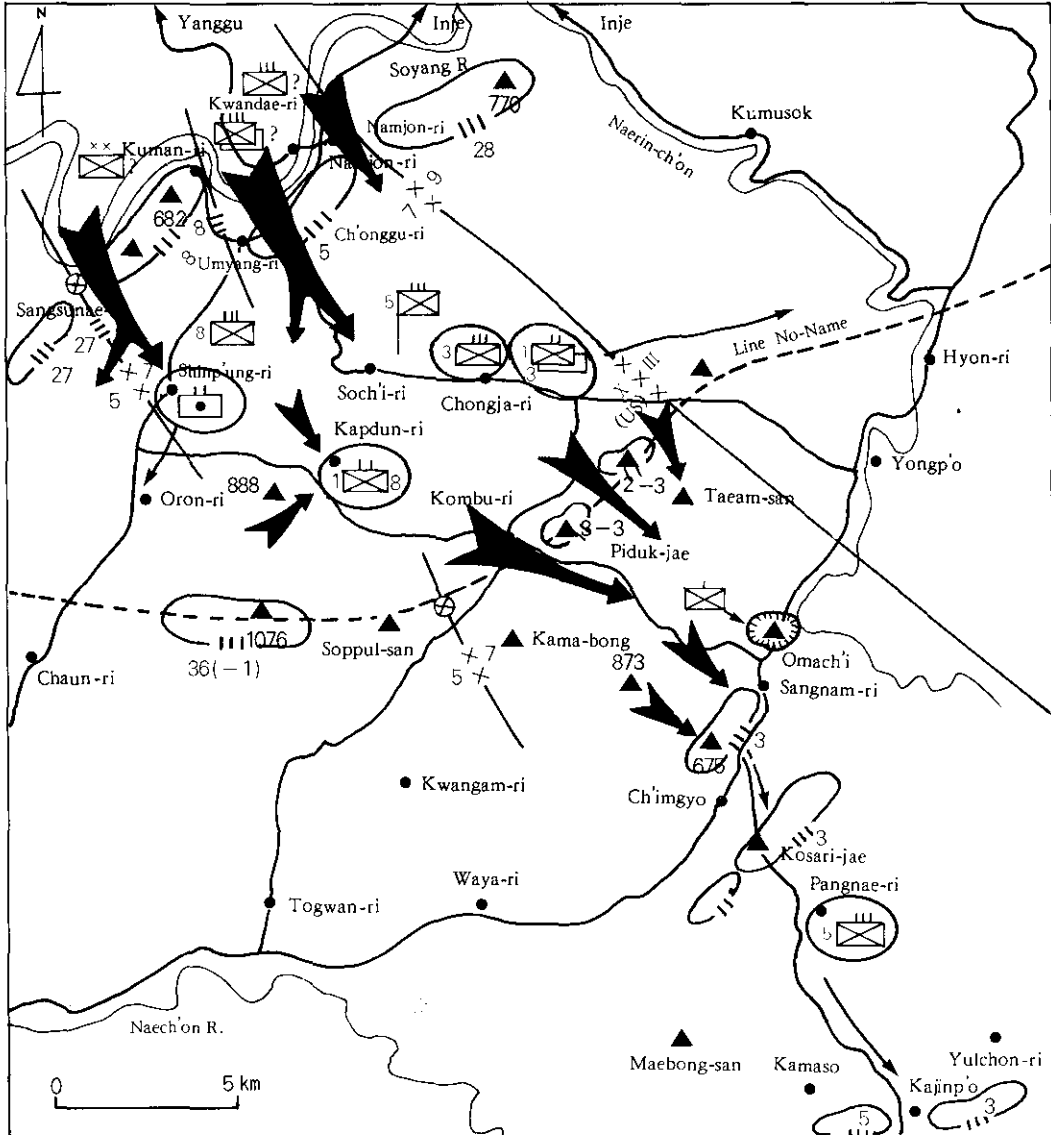 N
Yanggu
Inje
Inje
Soyang R.
?
Kwandae-ri
770
Kumusok
?
Namjon-ri
Naerin-ch'on
××
Kuman-ri
28
682
8
5
Ch'onggu-ri
7 9
8
Umyang-ri
5
Sangsunae-
8
3
1
3
Line No-Name
27
27
7
5
Shinp'ung-ri
Soch'i-ri
Chongja-ri
X
III
(US)
Hyon-ri
Kapdun-ri
1
8
Yongp'o
888
Oron-ri
Kombu-ri
2-3
Taeam-san
3-3
Piduk-jae
1076
36(-1)
Soppul-san
7
5
Kama-bong
873
Omach'i
Chaun-ri
Sangnam-ri
3
675
Kwangam-ri
Ch'imgyo
3
Kosari-jae
Togwan-ri
Waya-ri
Pangnae-ri
5
Naech'on R.
Maebong-san
Kamaso
Yulchon-ri
0
5 km
Kajinp'o
5
3